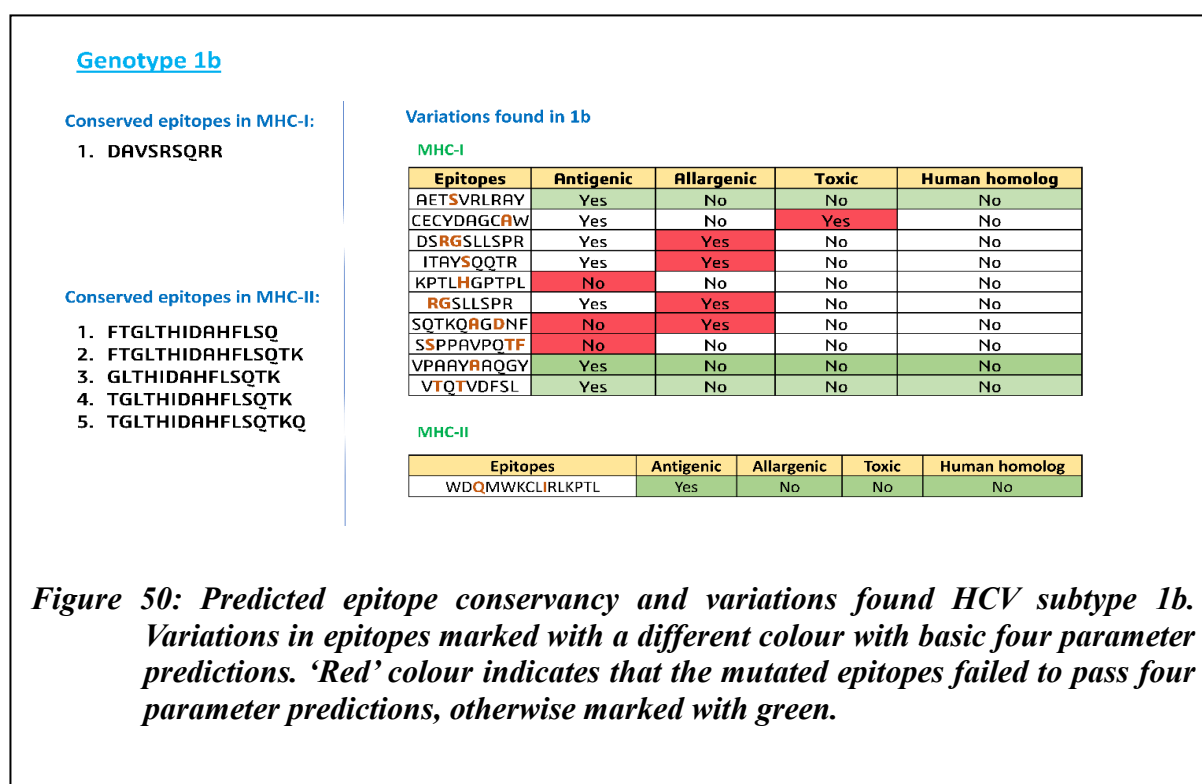 Genotype 1b
Conserved epitopes in MHC-I:
1. DAVSRSQRR
Conserved epitopes in MHC-II:
1. FTGLTHIDAHFLSQ
2. FTGLTHIDAHFLSQTK
3. GLTHIDAHFLSQTK
4. TGLTHIDAHFLSQTK
5. TGLTHIDAHFLSQTKQ
Variations found in 1b
MHC-I
Epitopes Antigenic Allargenic Toxic Human homolog
AETSVRLRAY Yes No No No
CECYDAGCAW Yes No Yes No
DSRGSLLSPR Yes Yes No No
ITAYSQQTR Yes Yes No No
KPTLHGPTPL No No No No
RGSLLSPR Yes Yes No No
SQTKQAGDNF No Yes No No
SSPPAVPQTF No No No No
VPAAYAAQGY Yes No No No
VTQTVDFSL Yes No No No
MHC-II
Epitopes Antigenic Allargenic Toxic Human homolog
WDQMWKCLIRLKPTL Yes No No No
Figure 50: Predicted epitope conservancy and variations found HCV subtype 1b.
Variations in epitopes marked with a different colour with basic four parameter
predictions. ‘Red’ colour indicates that the mutated epitopes failed to pass four
parameter predictions, otherwise marked with green.